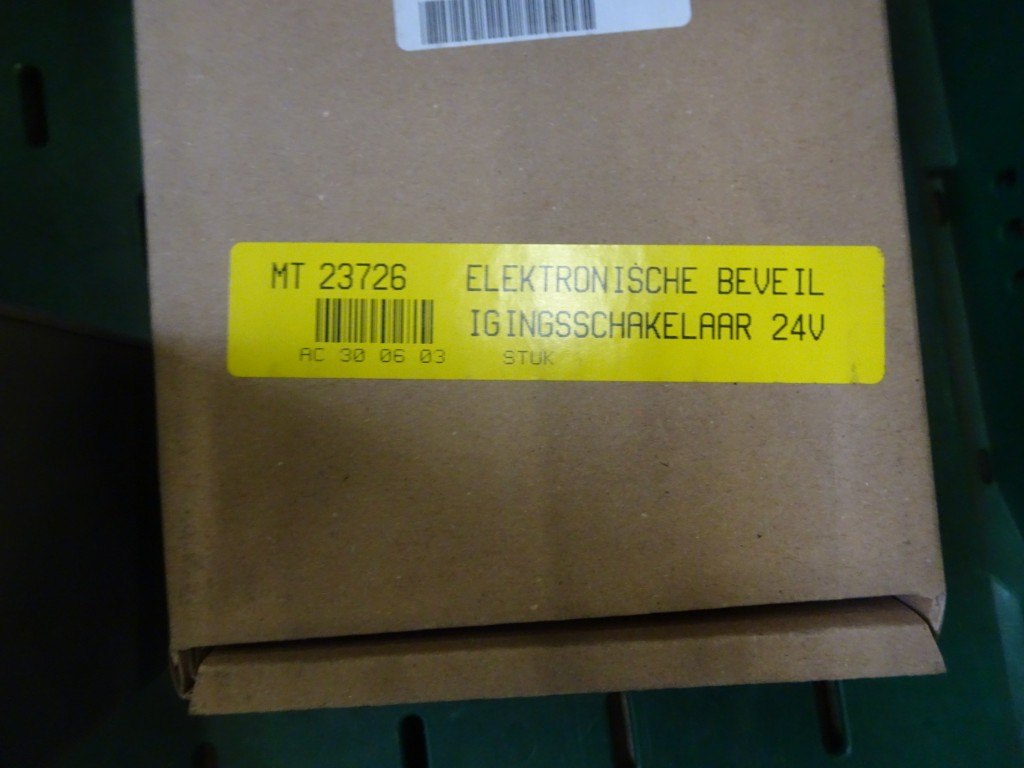 MT 23726 ELEKTRONISCHE BEVEIL
IGINGSSCHAKELAAR 24V
AC 30 06 03 STUK